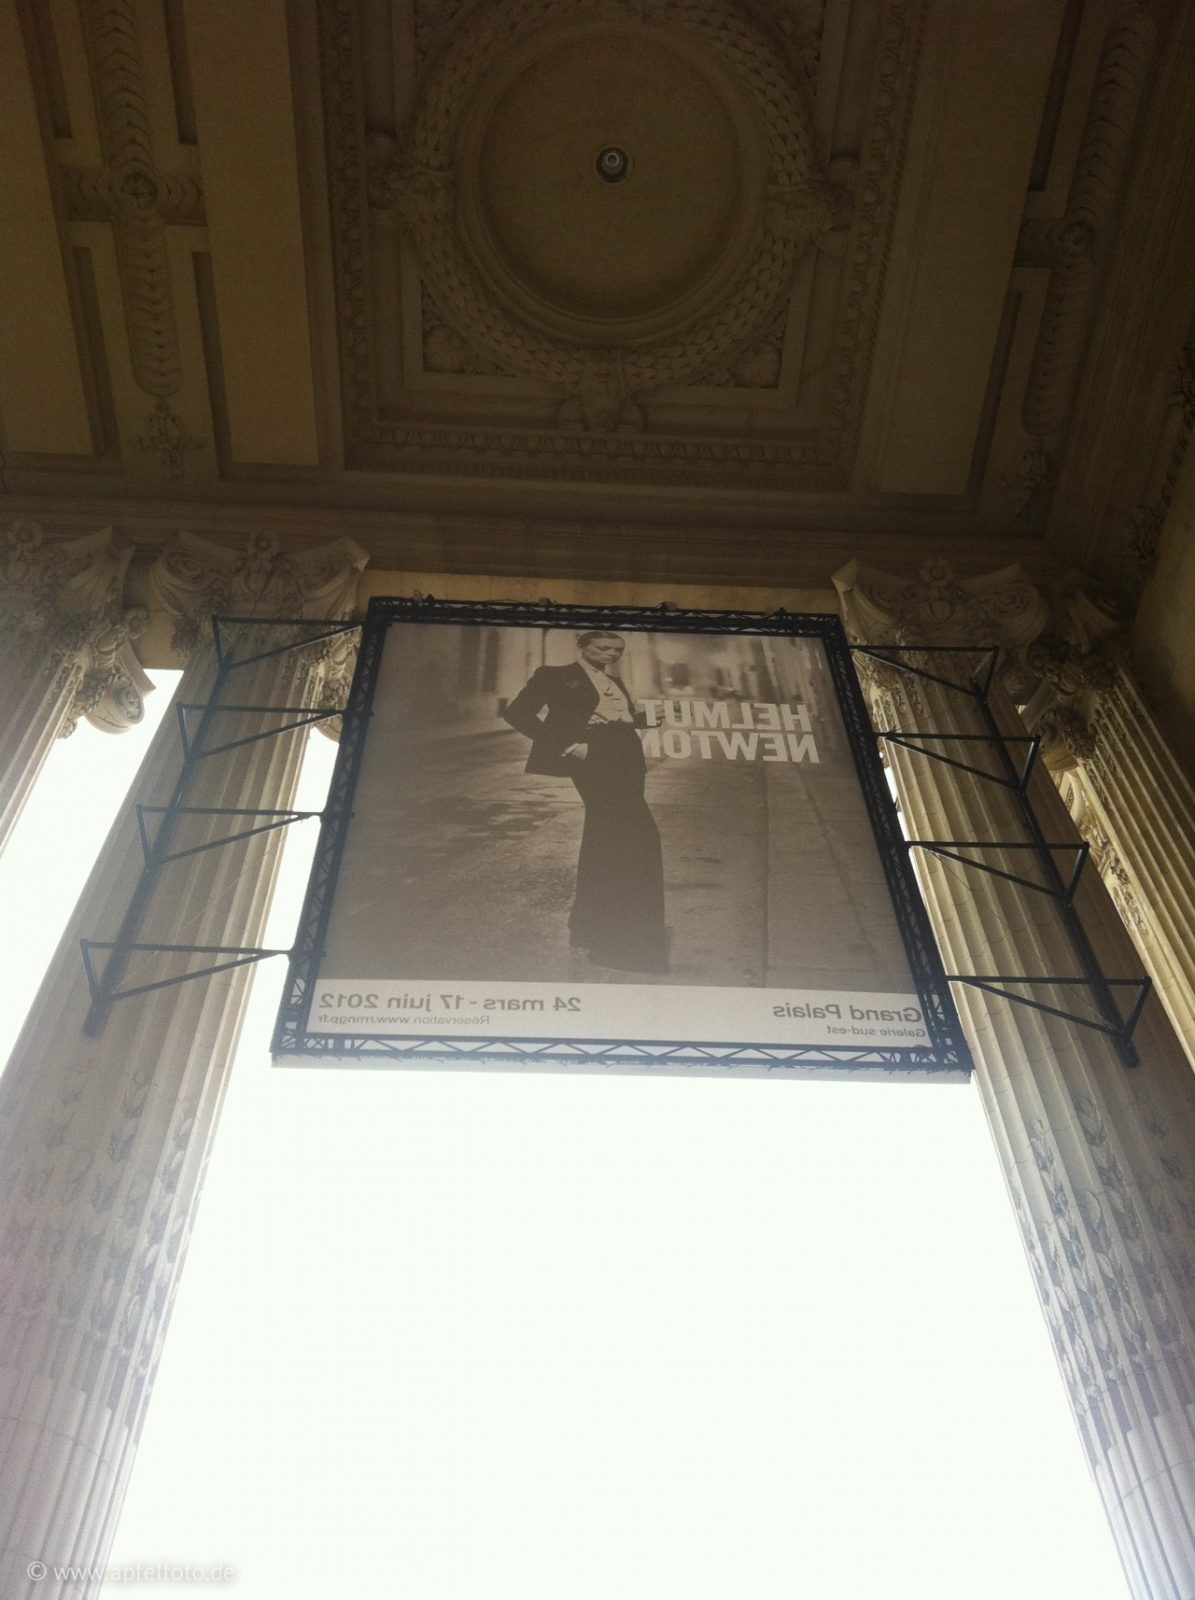 HELMUT
NEWTON
Grand Palais
Galerie sud-est
24 mars - 17 juin 2012
Réservation www.rmngp.fr
© www.apfelfoto.de